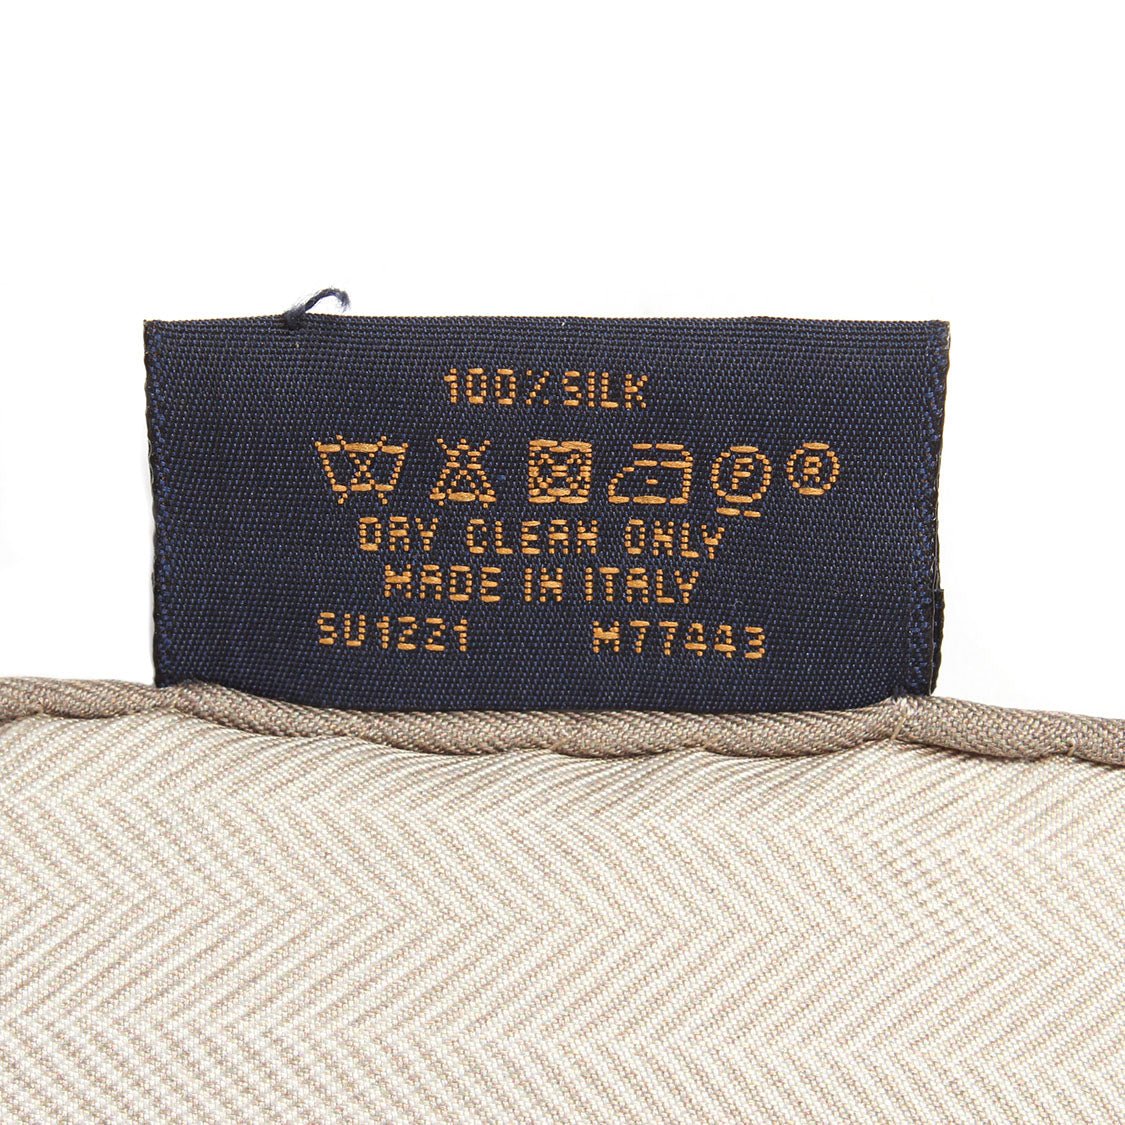 100% SILK
P R
DRY CLEAN ONLY
MADE IN ITALY
SU1221 M77443